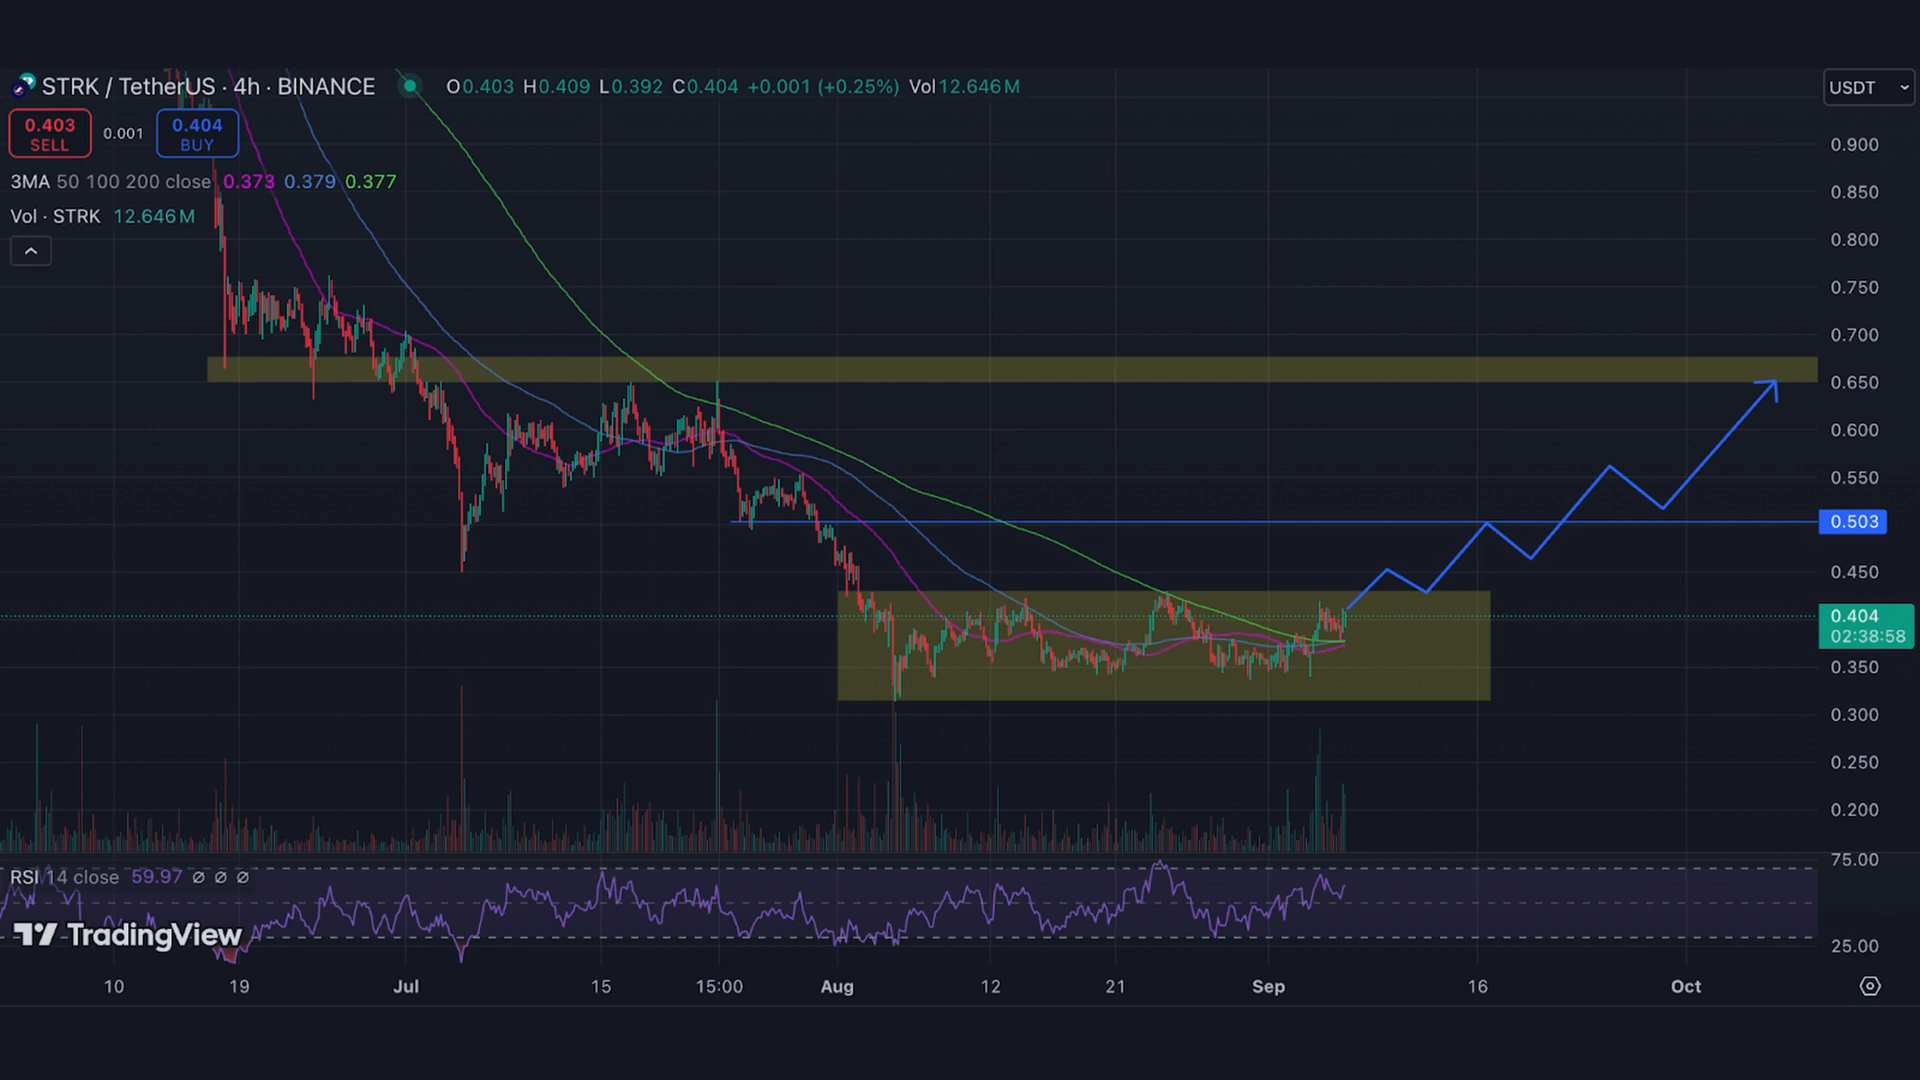 STRK / TetherUS · 4h · BINANCE O0.403 H0.409 L0.392 C0.404 +0.001 (+0.25%) Vol12.646M
USDT
0.403 SELL
0.001
0.404 BUY
3MA 50 100 200 close 0.373 0.379 0.377
Vol · STRK 12.646M
0.900
0.850
0.800
0.750
0.700
0.650
0.600
0.550
0.503
0.450
0.404
02:38:58
0.350
0.300
0.250
0.200
75.00
RSI 14 close 59.97 ∅ ∅ ∅
TradingView
25.00
10 19 Jul 15 15:00 Aug 12 21 Sep 16 Oct